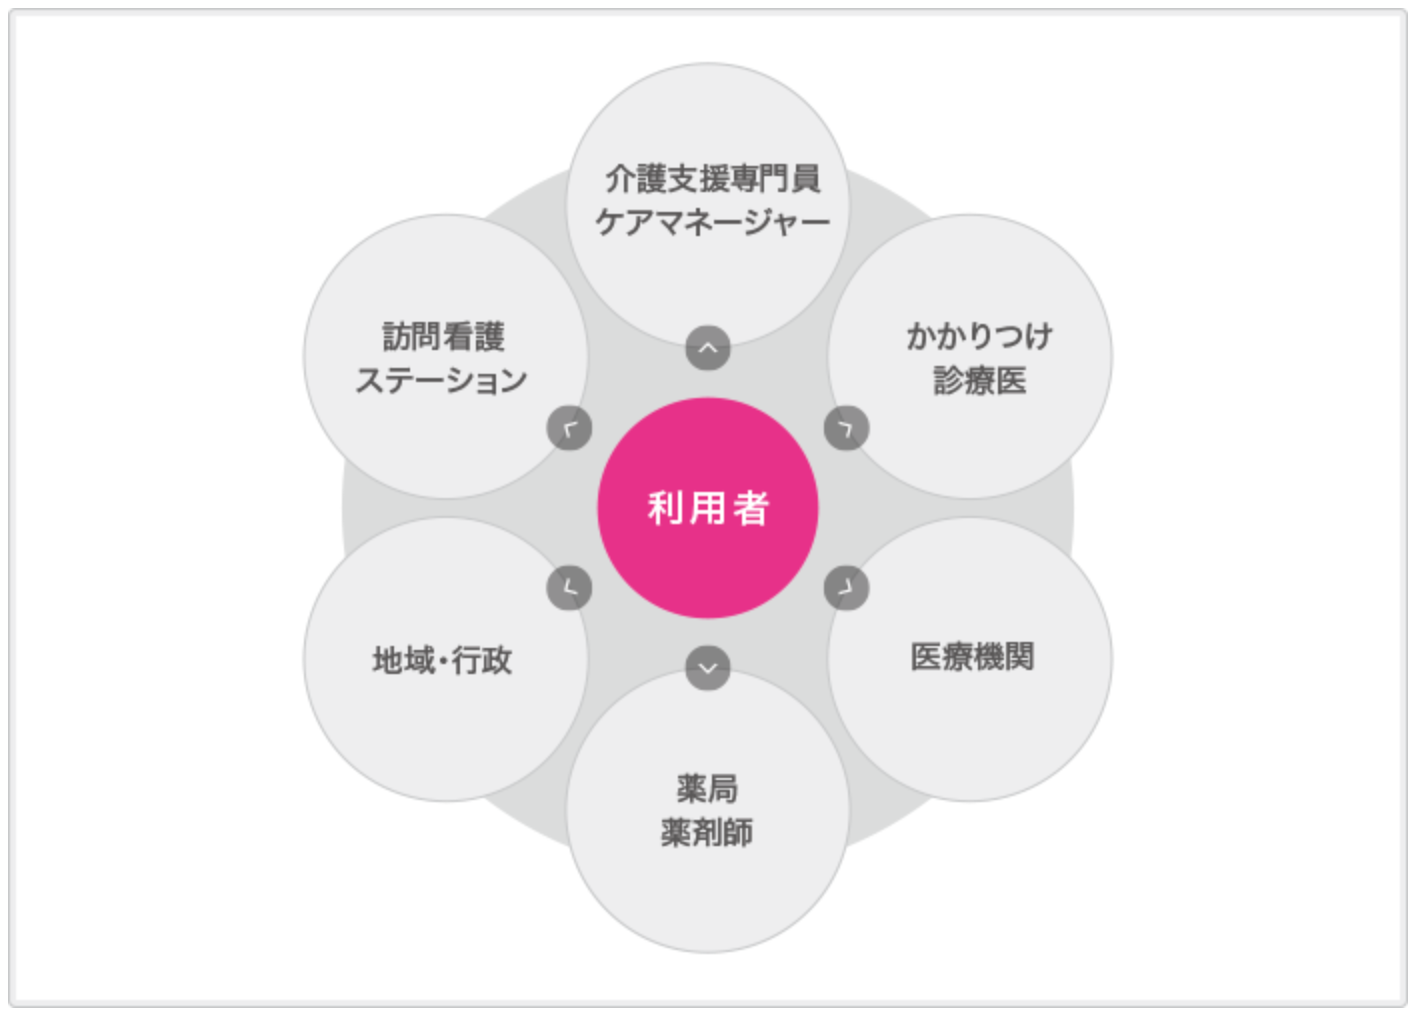 介護支援専門員
ケアマネージャー
かかりつけ
診療医
医療機関
薬局
薬剤師
地域・行政
訪問看護
ステーション
利用者